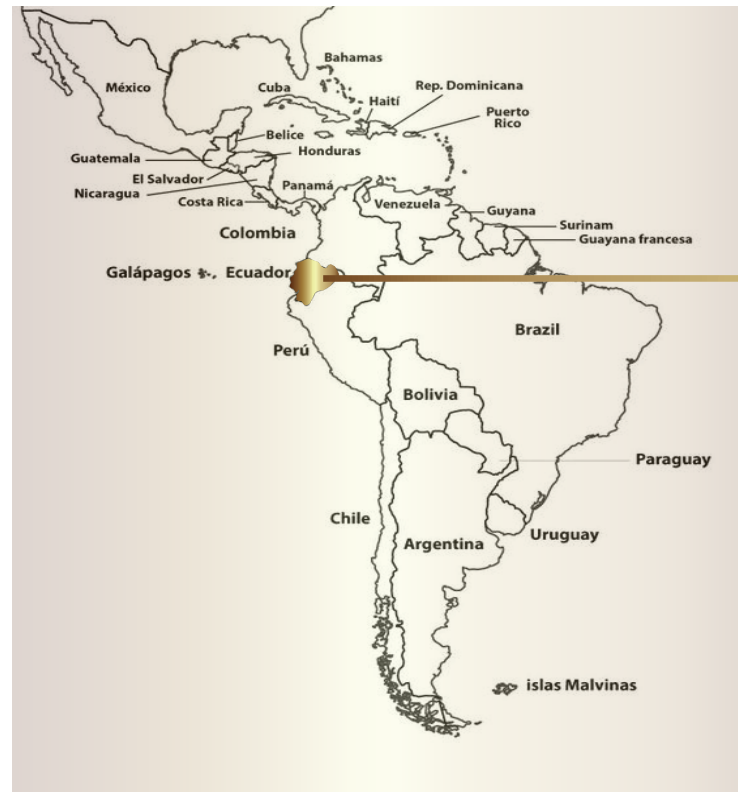 Bahamas
México
Cuba
Rep. Dominicana
Haití
Puerto
Rico
Belice
Honduras
Guatemala
El Salvador
Nicaragua
Panamá
Costa Rica
Venezuela
Guyana
Surinam
Guayana francesa
Colombia
Galápagos
Ecuador
Brazil
Perú
Bolivia
Paraguay
Chile
Uruguay
Argentina
islas Malvinas